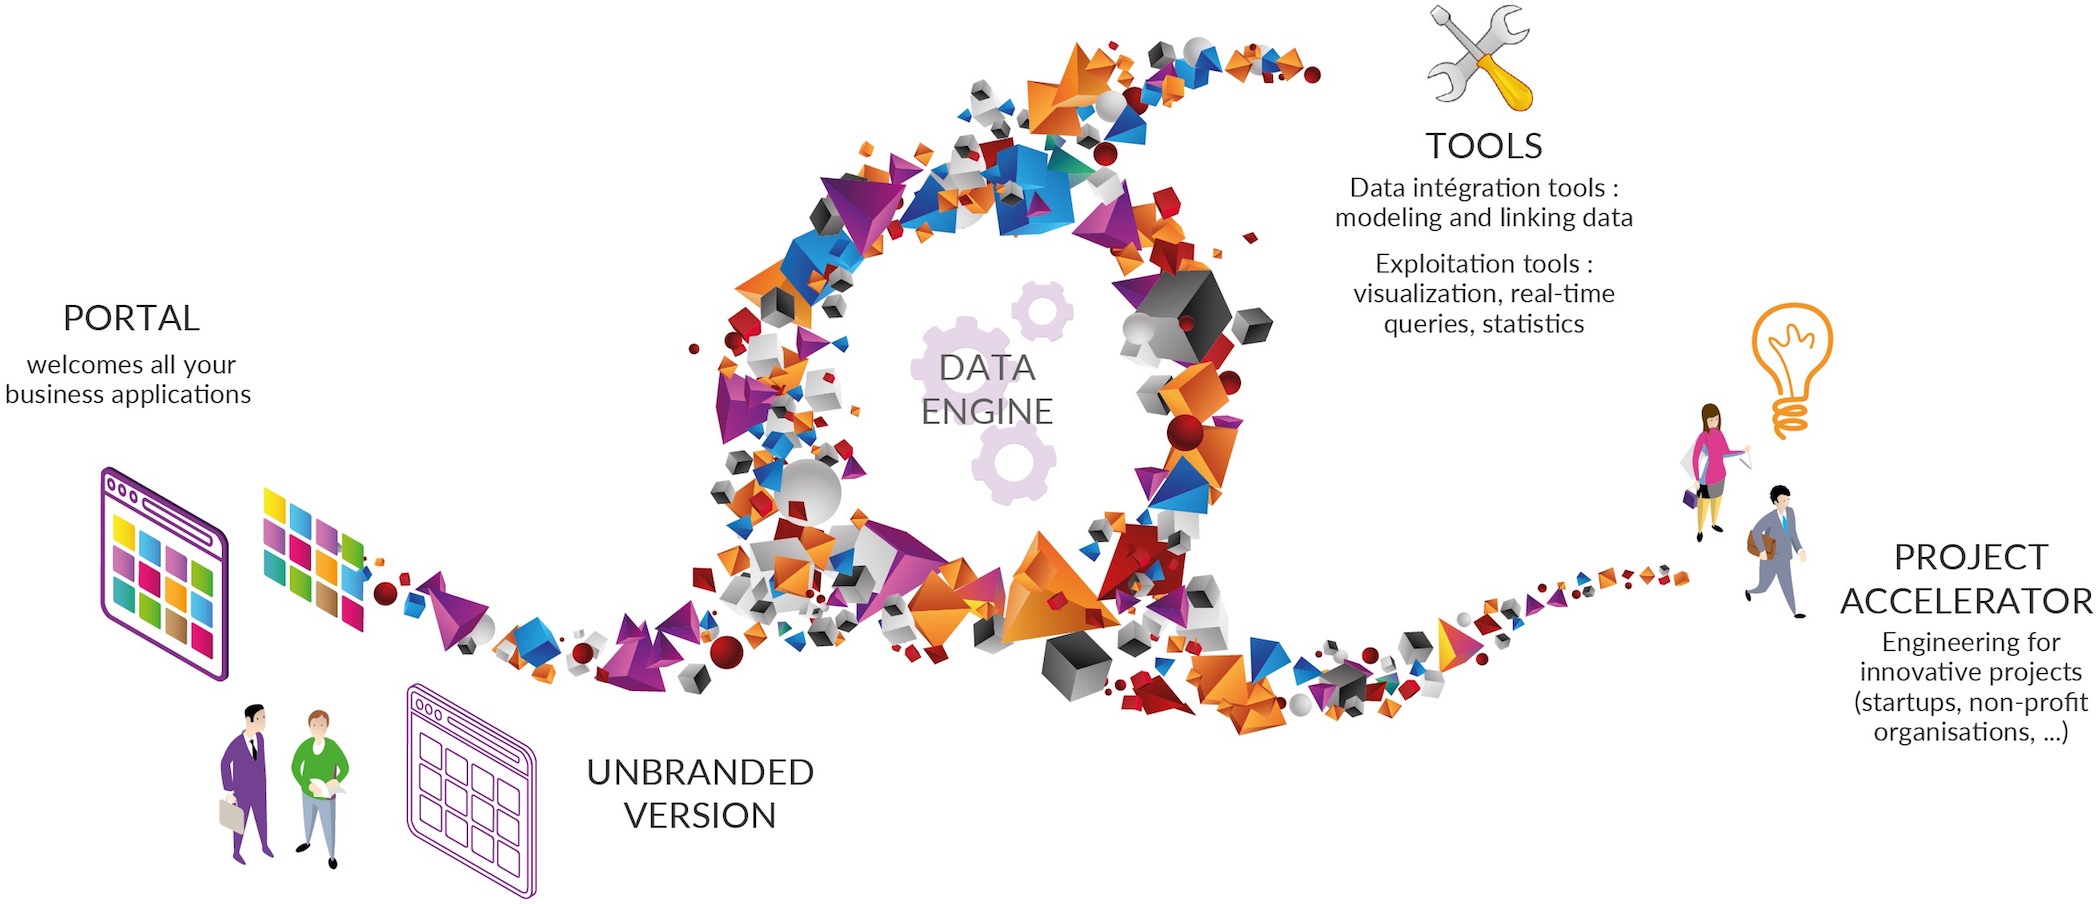 PORTAL
welcomes all your
business applications
UNBRANDED
VERSION
DATA
ENGINE
TOOLS
Data intégration tools :
modeling and linking data
Exploitation tools :
visualization, real-time
queries, statistics
PROJECT
ACCELERATOR
Engineering for
innovative projects
(startups, non-profit
organisations, ...)